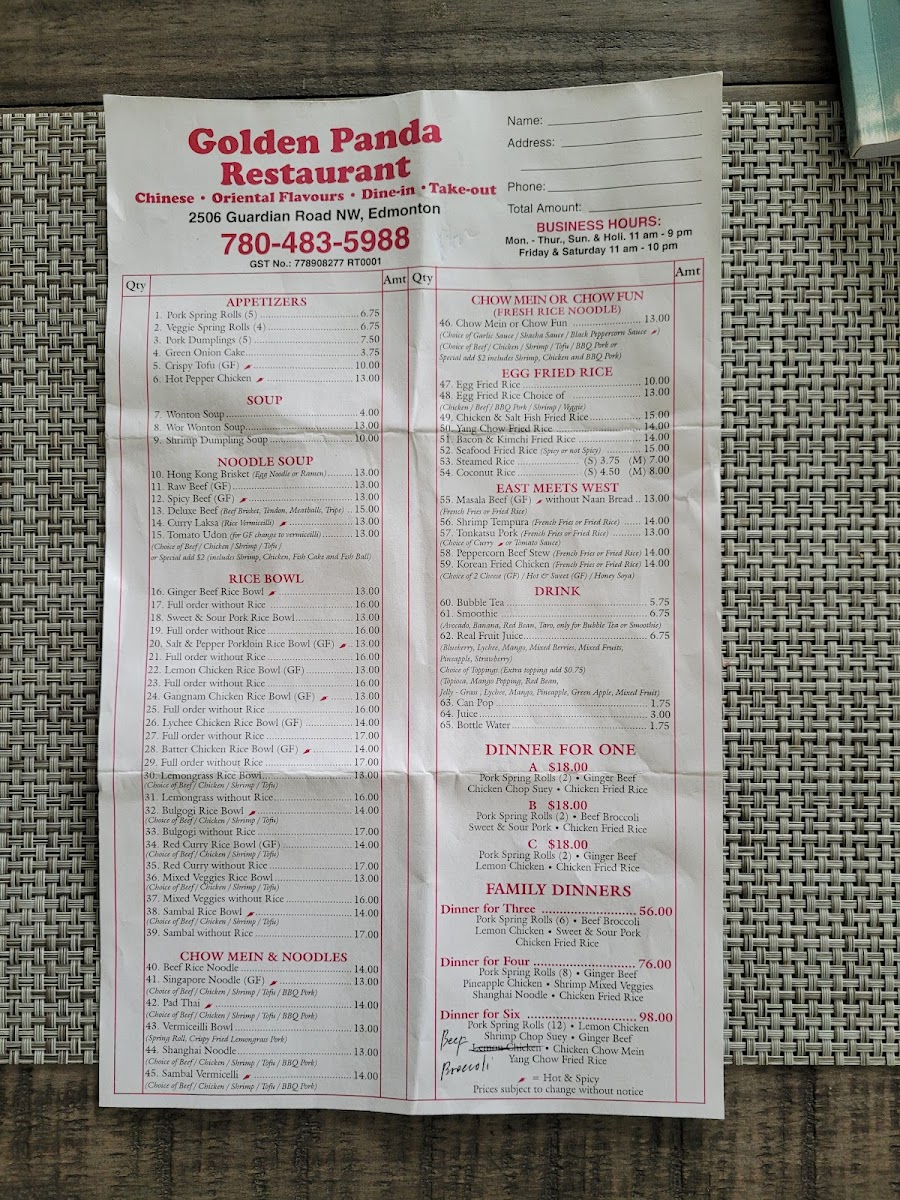 Golden Panda
Restaurant
Chinese • Oriental Flavours • Dine-in • Take-out
2506 Guardian Road NW, Edmonton
780-483-5988
GST No.: 778908277 RT0001
Name:
Address:
Phone:
Total Amount:
BUSINESS HOURS:
Mon. - Thur., Sun. & Holi. 11 am - 9 pm
Friday & Saturday 11 am - 10 pm
Qty Amt
APPETIZERS
1. Pork Spring Rolls (5) 6.75
2. Veggie Spring Rolls (4) 6.75
3. Pork Dumplings (5) 7.50
4. Green Onion Cake 3.75
5. Crispy Tofu (GF) 10.00
6. Hot Pepper Chicken 13.00
SOUP
7. Wonton Soup 4.00
8. Wor Wonton Soup 13.00
9. Shrimp Dumpling Soup 10.00
NOODLE SOUP
10. Hong Kong Brisket (Egg Noodle or Ramen) 13.00
11. Raw Beef (GF) 13.00
12. Spicy Beef (GF) 13.00
13. Deluxe Beef (Beef Brisket, Tendon, Meatballs, Tripe) 15.00
14. Curry Laksa (Rice Vermicelli) 13.00
15. Tomato Udon (for GF change to vermicelli) 13.00
(Choice of Beef / Chicken / Shrimp / Tofu)
or Special add $2 (includes Shrimp, Chicken, Fish Cake and Fish Ball)
RICE BOWL
16. Ginger Beef Rice Bowl 13.00
17. Full order without Rice 16.00
18. Sweet & Sour Pork Rice Bowl 13.00
19. Full order without Rice 16.00
20. Salt & Pepper Porkloin Rice Bowl (GF) 13.00
21. Full order without Rice 16.00
22. Lemon Chicken Rice Bowl (GF) 13.00
23. Full order without Rice 16.00
24. Gangnam Chicken Rice Bowl (GF) 13.00
25. Full order without Rice 16.00
26. Lychee Chicken Rice Bowl (GF) 14.00
27. Full order without Rice 17.00
28. Batter Chicken Rice Bowl (GF) 14.00
29. Full order without Rice 17.00
30. Lemongrass Rice Bowl 13.00
(Choice of Beef / Chicken / Shrimp / Tofu)
31. Lemongrass without Rice 16.00
32. Bulgogi Rice Bowl 14.00
(Choice of Beef / Chicken / Shrimp / Tofu)
33. Bulgogi without Rice 17.00
34. Red Curry Rice Bowl (GF) 14.00
(Choice of Beef / Chicken / Shrimp / Tofu)
35. Red Curry without Rice 17.00
36. Mixed Veggies Rice Bowl 13.00
(Choice of Beef / Chicken / Shrimp / Tofu)
37. Mixed Veggies without Rice 16.00
38. Sambal Rice Bowl 14.00
(Choice of Beef / Chicken / Shrimp / Tofu)
39. Sambal without Rice 17.00
CHOW MEIN & NOODLES
40. Beef Rice Noodle 14.00
41. Singapore Noodle (GF) 13.00
(Choice of Beef / Chicken / Shrimp / Tofu / BBQ Pork)
42. Pad Thai 14.00
(Choice of Beef / Chicken / Shrimp / Tofu / BBQ Pork)
43. Vermiceilli Bowl 13.00
(Spring Roll, Crispy Fried Lemongrass Pork)
44. Shanghai Noodle 13.00
(Choice of Beef / Chicken / Shrimp / Tofu / BBQ Pork)
45. Sambal Vermicelli 14.00
(Choice of Beef / Chicken / Shrimp / Tofu / BBQ Pork)
Qty Amt
CHOW MEIN OR CHOW FUN
(FRESH RICE NOODLE)
46. Chow Mein or Chow Fun 13.00
(Choice of Garlic Sauce / Shacha Sauce / Black Peppercorn Sauce )
(Choice of Beef / Chicken / Shrimp / Tofu / BBQ Pork or
Special add $2 includes Shrimp, Chicken and BBQ Pork)
EGG FRIED RICE
47. Egg Fried Rice 10.00
48. Egg Fried Rice Choice of 13.00
(Chicken / Beef / BBQ Pork / Shrimp / Veggie)
49. Chicken & Salt Fish Fried Rice 15.00
50. Yang Chow Fried Rice 14.00
51. Bacon & Kimchi Fried Rice 14.00
52. Seafood Fried Rice (Spicy or not Spicy) 15.00
53. Steamed Rice (S) 3.75 (M) 7.00
54. Coconut Rice (S) 4.50 (M) 8.00
EAST MEETS WEST
55. Masala Beef (GF) without Naan Bread 13.00
(French Fries or Fried Rice)
56. Shrimp Tempura (French Fries or Fried Rice) 14.00
57. Tonkatsu Pork (French Fries or Fried Rice) 13.00
(Choice of Curry or Tomato Sauce)
58. Peppercorn Beef Stew (French Fries or Fried Rice) 14.00
59. Korean Fried Chicken (French Fries or Fried Rice) 14.00
(Choice of 2 Cheese (GF) / Hot & Sweet (GF) / Honey Soya)
DRINK
60. Bubble Tea 5.75
61. Smoothie 6.75
(Avocado, Banana, Red Bean, Taro, only for Bubble Tea or Smoothie)
62. Real Fruit Juice 6.75
(Blueberry, Lychee, Mango, Mixed Berries, Mixed Fruits,
Pineapple, Strawberry)
Choice of Toppings (Extra topping add $0.75)
(Tapioca, Mango Popping, Red Bean,
Jelly - Grass, Lychee, Mango, Pineapple, Green Apple, Mixed Fruit)
63. Can Pop 1.75
64. Juice 3.00
65. Bottle Water 1.75
DINNER FOR ONE
A $18.00
Pork Spring Rolls (2) • Ginger Beef
Chicken Chop Suey • Chicken Fried Rice
B $18.00
Pork Spring Rolls (2) • Beef Broccoli
Sweet & Sour Pork • Chicken Fried Rice
C $18.00
Pork Spring Rolls (2) • Ginger Beef
Lemon Chicken • Chicken Fried Rice
FAMILY DINNERS
Dinner for Three 56.00
Pork Spring Rolls (6) • Beef Broccoli
Lemon Chicken • Sweet & Sour Pork
Chicken Fried Rice
Dinner for Four 76.00
Pork Spring Rolls (8) • Ginger Beef
Pineapple Chicken • Shrimp Mixed Veggies
Shanghai Noodle • Chicken Fried Rice
Dinner for Six 98.00
Pork Spring Rolls (12) • Lemon Chicken
Shrimp Chop Suey • Ginger Beef
Beef Broccoli
Lemon Chicken • Chicken Chow Mein
Yang Chow Fried Rice
= Hot & Spicy
Prices subject to change without notice